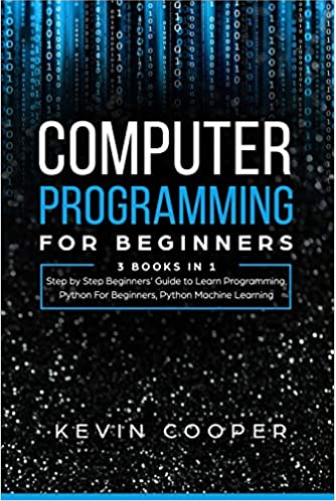 COMPUTER
PROGRAMMING
FOR BEGINNERS
3 BOOKS IN 1
Step by Step Beginners' Guide to Learn Programming,
Python For Beginners, Python Machine Learning
KEVIN COOPER